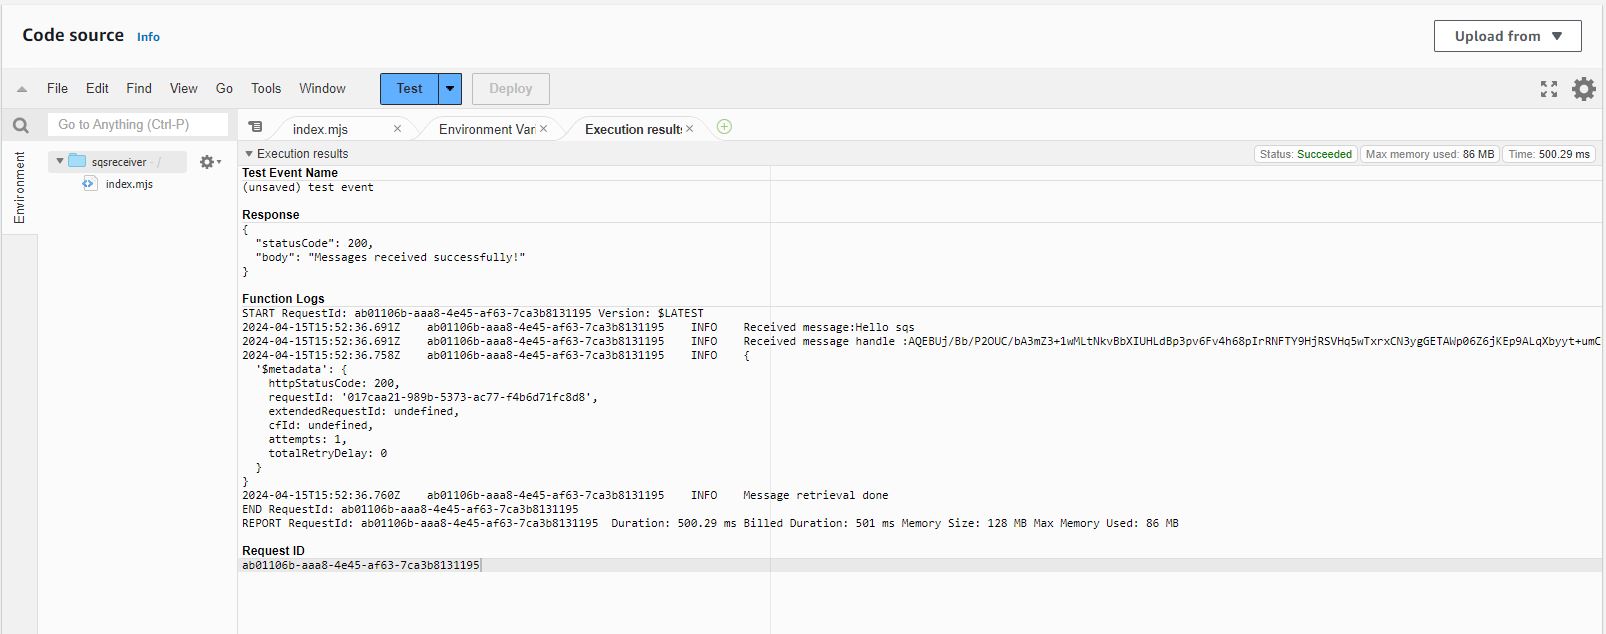 Code source Info
Upload from
File Edit Find View Go Tools Window Test Deploy
Go to Anything (Ctrl-P)
index.mjs Environment Var Execution results
Environment
sqsreceiver - /
index.mjs
Execution results Status: Succeeded Max memory used: 86 MB Time: 500.29 ms
Test Event Name
(unsaved) test event
Response
{
"statusCode": 200,
"body": "Messages received successfully!"
}
Function Logs
START RequestId: ab01106b-aaa8-4e45-af63-7ca3b8131195 Version: $LATEST
2024-04-15T15:52:36.691Z ab01106b-aaa8-4e45-af63-7ca3b8131195 INFO Received message:Hello sqs
2024-04-15T15:52:36.691Z ab01106b-aaa8-4e45-af63-7ca3b8131195 INFO Received message handle :AQEBUj/Bb/P2OUC/bA3mZ3+1wMLtNkvBbXIUHLdBp3pv6Fv4h68pIrRNFTY9HjRSVHq5wTxrxCN3ygGETAWp06Z6jKEp9ALqXbyyt+umC
2024-04-15T15:52:36.758Z ab01106b-aaa8-4e45-af63-7ca3b8131195 INFO {
'$metadata': {
httpStatusCode: 200,
requestId: '017caa21-989b-5373-ac77-f4b6d71fc8d8',
extendedRequestId: undefined,
cfId: undefined,
attempts: 1,
totalRetryDelay: 0
}
}
2024-04-15T15:52:36.760Z ab01106b-aaa8-4e45-af63-7ca3b8131195 INFO Message retrieval done
END RequestId: ab01106b-aaa8-4e45-af63-7ca3b8131195
REPORT RequestId: ab01106b-aaa8-4e45-af63-7ca3b8131195 Duration: 500.29 ms Billed Duration: 501 ms Memory Size: 128 MB Max Memory Used: 86 MB
Request ID
ab01106b-aaa8-4e45-af63-7ca3b8131195